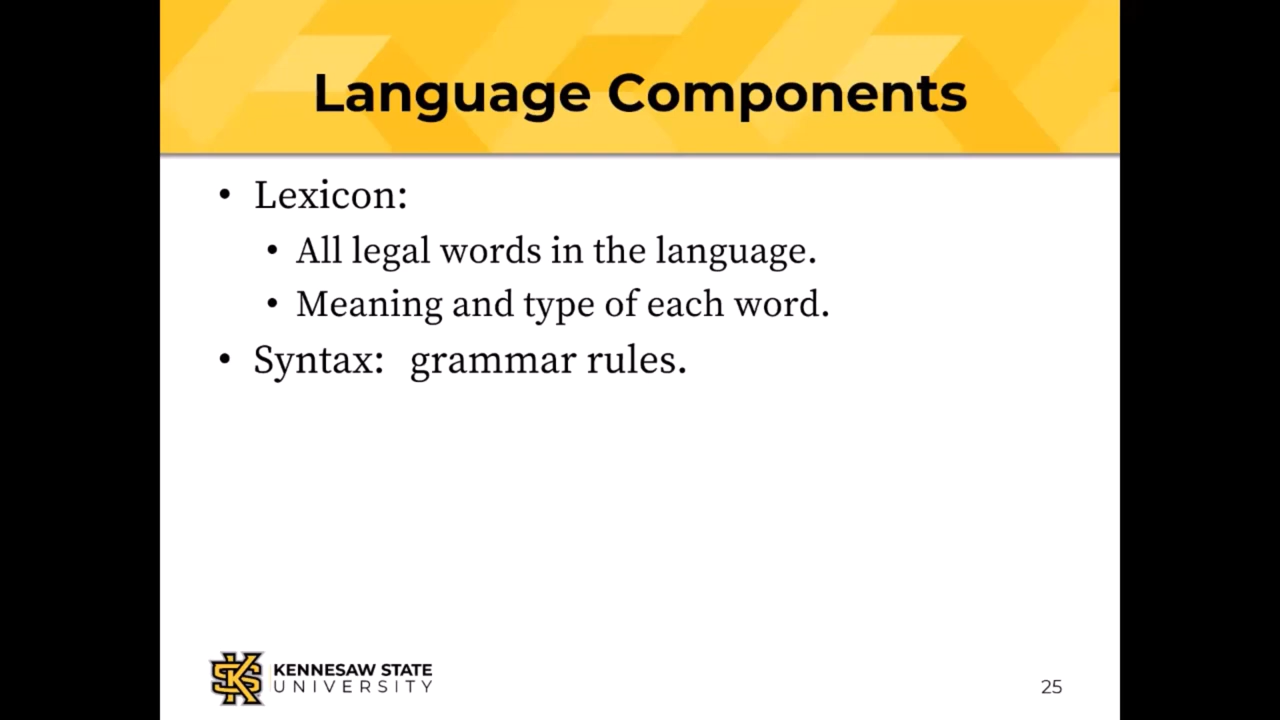 Language Components
• Lexicon:
• All legal words in the language.
• Meaning and type of each word.
• Syntax: grammar rules.
KENNESAW STATE
UNIVERSITY
25